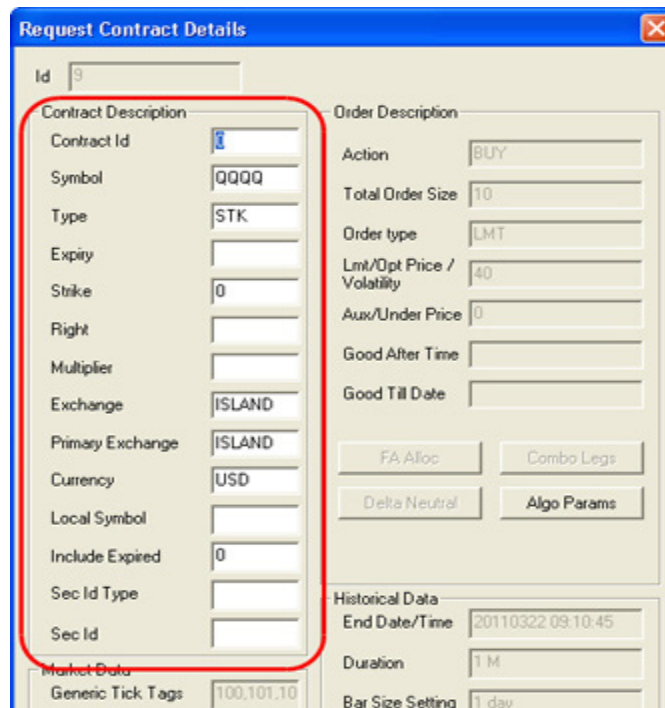 Request Contract Details
Id 9
Contract Description
Contract Id 0
Symbol QQQQ
Type STK
Expiry
Strike 0
Right
Multiplier
Exchange ISLAND
Primary Exchange ISLAND
Currency USD
Local Symbol
Include Expired 0
Sec Id Type
Sec Id
Market Data
Generic Tick Tags 100,101,10
Order Description
Action BUY
Total Order Size 10
Order type LMT
Lmt/Opt Price /
Volatility 40
Aux/Under Price 0
Good After Time
Good Till Date
FA Alloc Combo Legs
Delta Neutral Algo Params
Historical Data
End Date/Time 20110322 09:10:45
Duration 1 M
Bar Size Setting 1 day